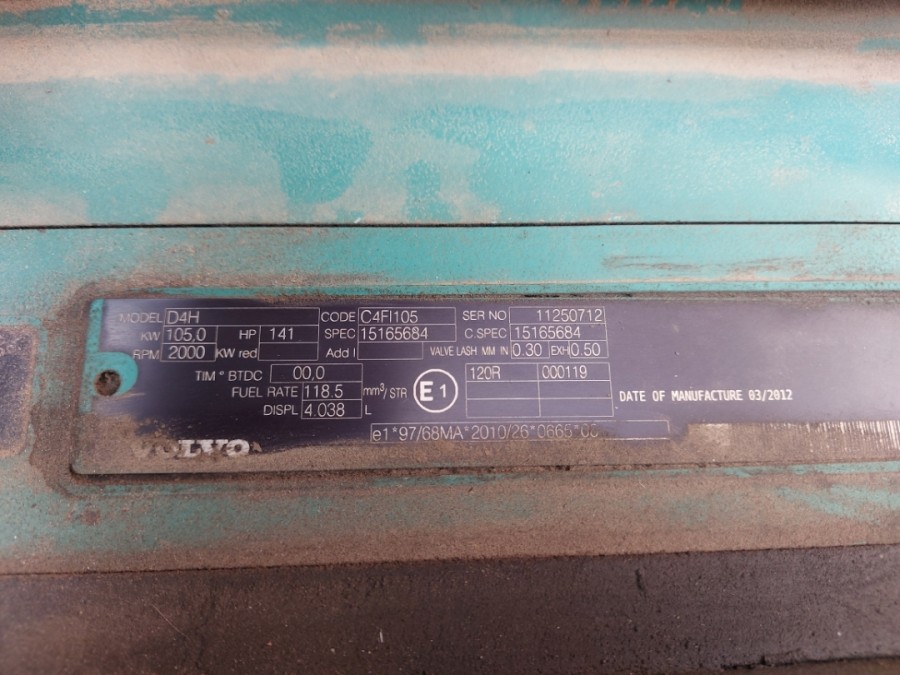 MODEL D4H CODE C4FI105 SER NO 11250712
KW 105,0 HP 141 SPEC 15165684 C.SPEC 15165684
RPM 2000 KW red Add I VALVE LASH MM IN 0.30 EXH 0.50
TIM ° BTDC 00,0 120R 000119
FUEL RATE 118.5 mm³/STR E1
DISPL 4.038 L
DATE OF MANUFACTURE 03/2012
e1*97/68MA*2010/26*0665*
VOLVO